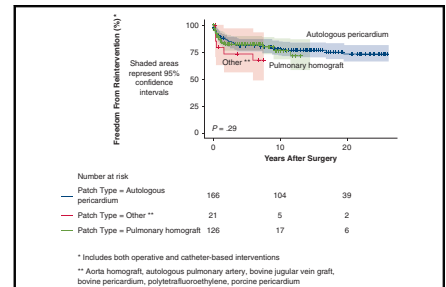 Freedom From Reintervention (%)*
100
75
50
25
0
Shaded areas
represent 95%
confidence
intervals
Autologous pericardium
Other **
Pulmonary homograft
P = .29
0
10
20
Years After Surgery
Number at risk
Patch Type = Autologous
pericardium
166 104 39
Patch Type = Other ** 21 5 2
Patch Type = Pulmonary homograft 126 17 6
* Includes both operative and catheter-based interventions
** Aorta homograft, autologous pulmonary artery, bovine jugular vein graft,
bovine pericardium, polytetrafluoroethylene, porcine pericardium